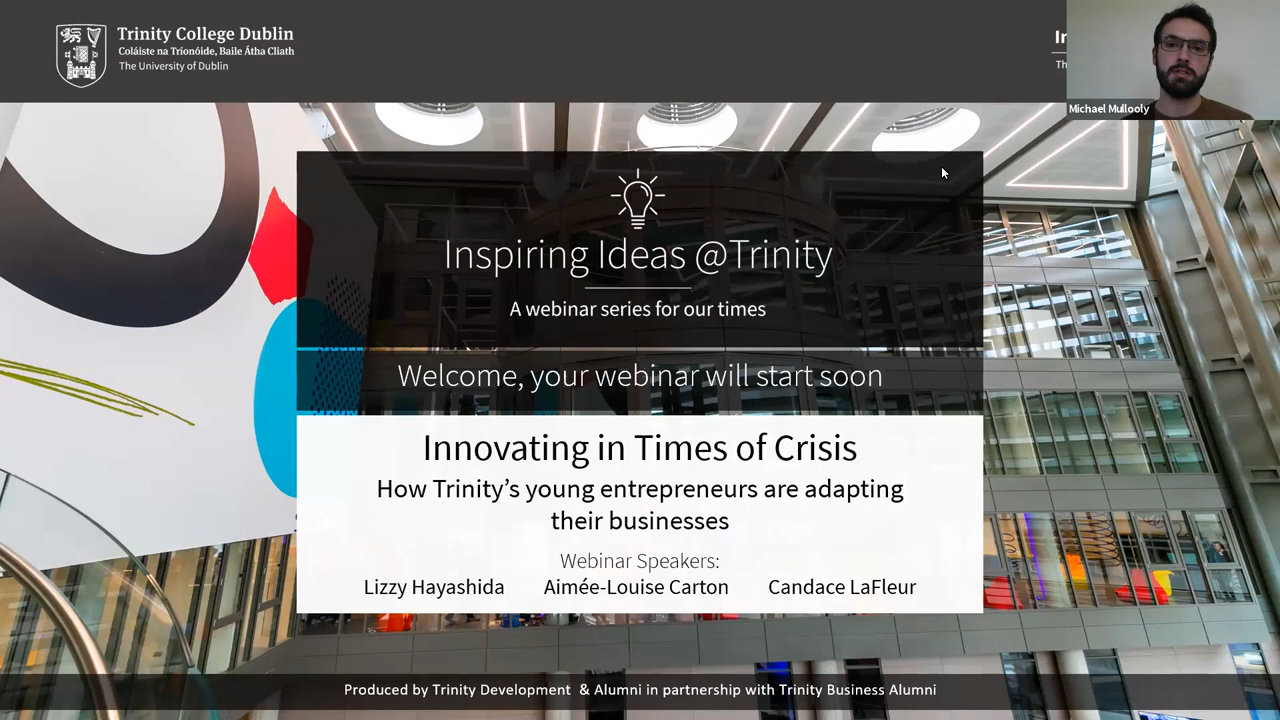 Trinity College Dublin
Coláiste na Tríonóide, Baile Átha Cliath
The University of Dublin
Michael Mullooly
Inspiring Ideas @Trinity
A webinar series for our times
Welcome, your webinar will start soon
Innovating in Times of Crisis
How Trinity’s young entrepreneurs are adapting
their businesses
Webinar Speakers:
Lizzy Hayashida Aimée-Louise Carton Candace LaFleur
Produced by Trinity Development & Alumni in partnership with Trinity Business Alumni